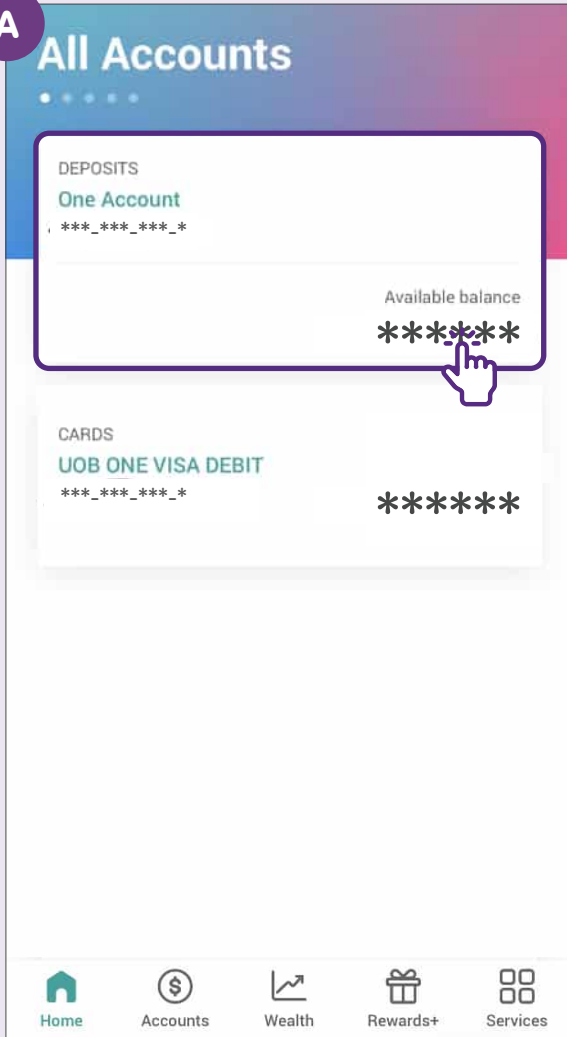 A
All Accounts
DEPOSITS
One Account
***-***-***-*
Available balance
******
CARDS
UOB ONE VISA DEBIT
***-***-***-*
******
Home Accounts Wealth Rewards+ Services